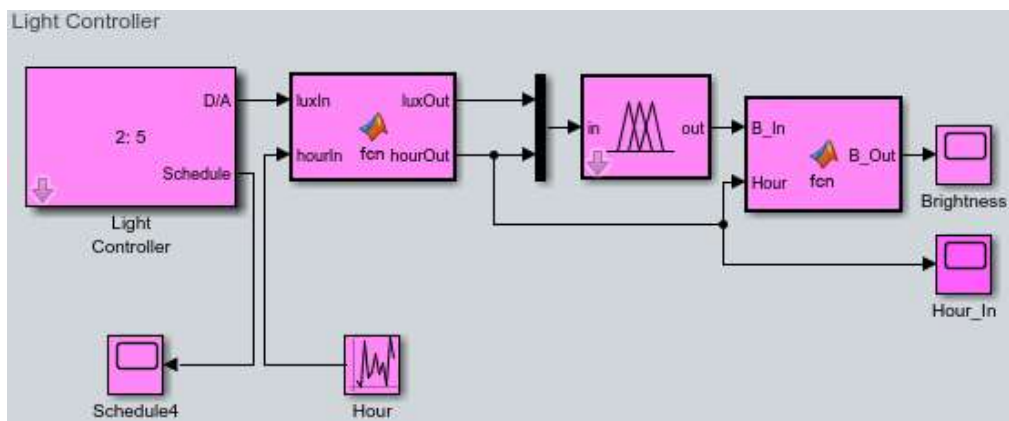 Light Controller
D/A
2: 5
Schedule
Light
Controller
luxIn
luxOut
hourIn
fcn
hourOut
in
out
B_In
B_Out
Hour
fcn
Brightness
Hour_In
Schedule4
Hour